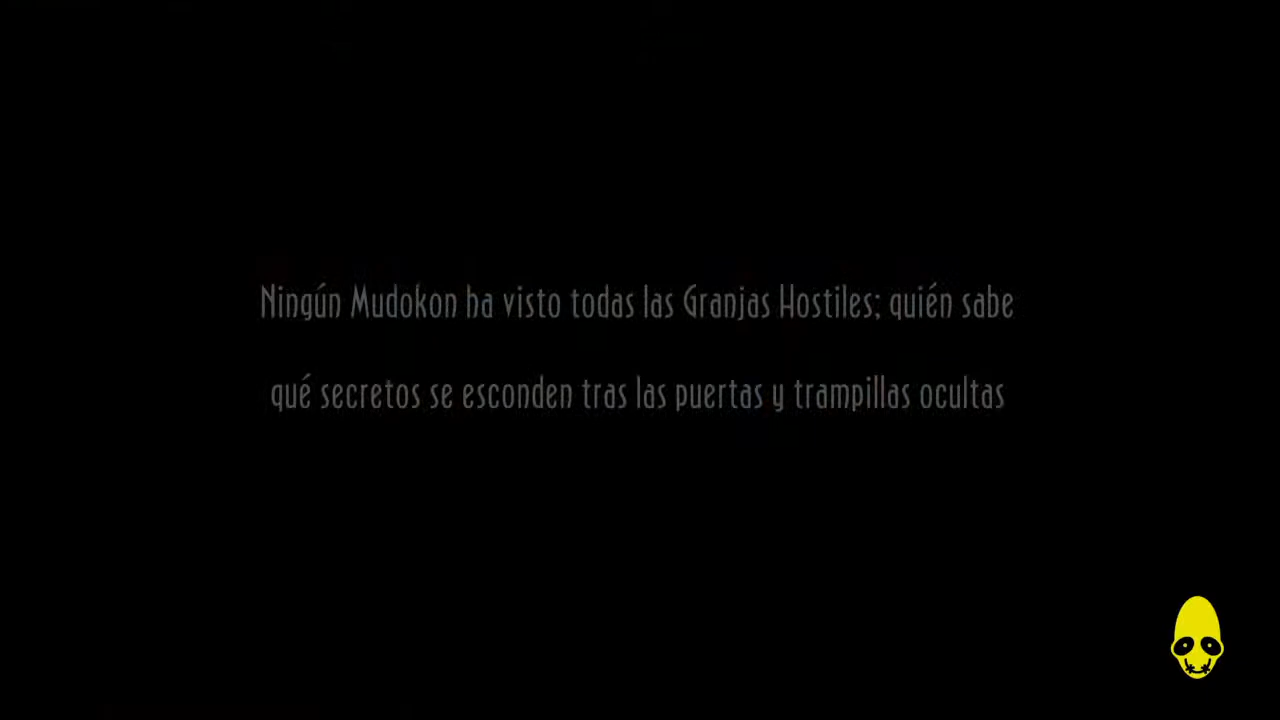 Ningún Mudokon ha visto todas las Granjas Hostiles; quién sabe
qué secretos se esconden tras las puertas y trampillas ocultas